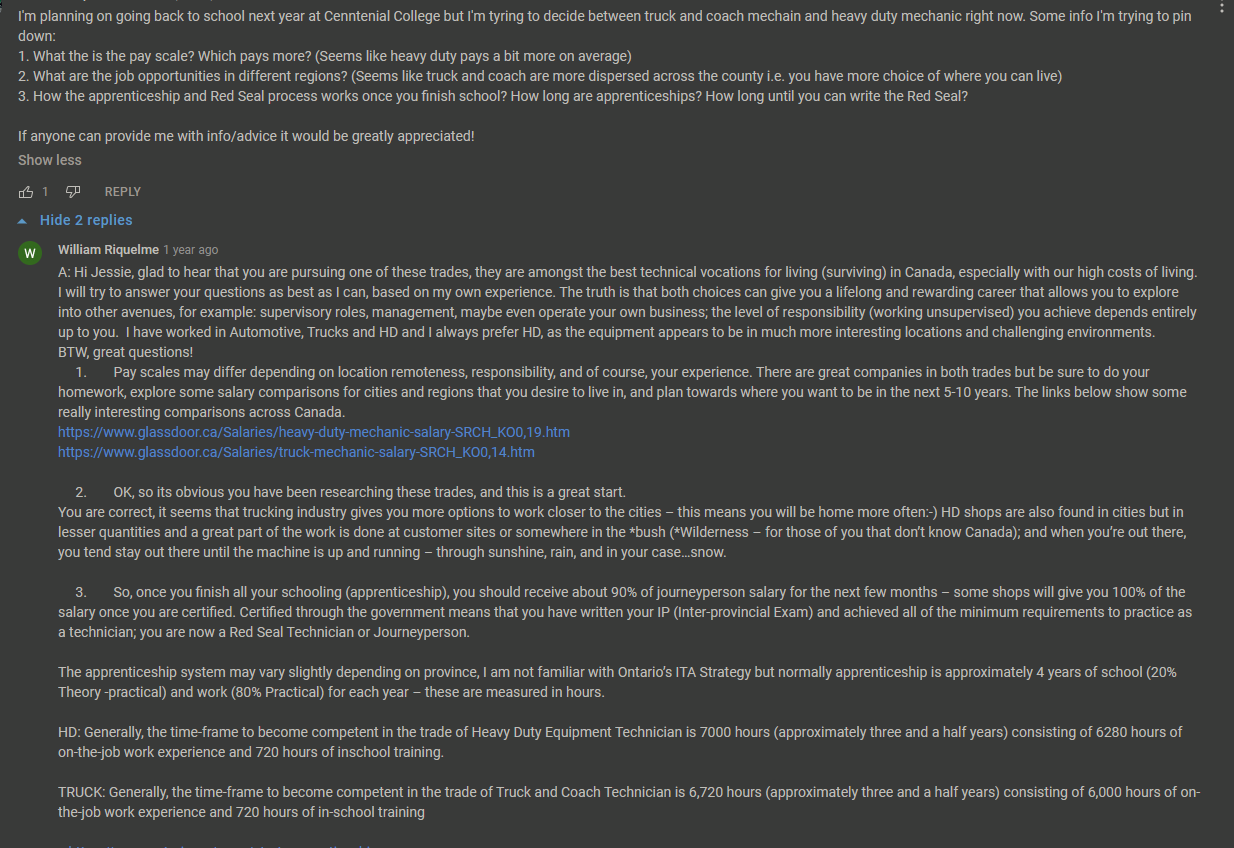 I'm planning on going back to school next year at Cenntenial College but I'm tyring to decide between truck and coach mechain and heavy duty mechanic right now. Some info I'm trying to pin
down:
1. What the is the pay scale? Which pays more? (Seems like heavy duty pays a bit more on average)
2. What are the job opportunities in different regions? (Seems like truck and coach are more dispersed across the county i.e. you have more choice of where you can live)
3. How the apprenticeship and Red Seal process works once you finish school? How long are apprenticeships? How long until you can write the Red Seal?
If anyone can provide me with info/advice it would be greatly appreciated!
Show less
1 REPLY
Hide 2 replies
W
William Riquelme 1 year ago
A: Hi Jessie, glad to hear that you are pursuing one of these trades, they are amongst the best technical vocations for living (surviving) in Canada, especially with our high costs of living.
I will try to answer your questions as best as I can, based on my own experience. The truth is that both choices can give you a lifelong and rewarding career that allows you to explore
into other avenues, for example: supervisory roles, management, maybe even operate your own business; the level of responsibility (working unsupervised) you achieve depends entirely
up to you. I have worked in Automotive, Trucks and HD and I always prefer HD, as the equipment appears to be in much more interesting locations and challenging environments.
BTW, great questions!
1. Pay scales may differ depending on location remoteness, responsibility, and of course, your experience. There are great companies in both trades but be sure to do your
homework, explore some salary comparisons for cities and regions that you desire to live in, and plan towards where you want to be in the next 5-10 years. The links below show some
really interesting comparisons across Canada.
https://www.glassdoor.ca/Salaries/heavy-duty-mechanic-salary-SRCH_KO0,19.htm
https://www.glassdoor.ca/Salaries/truck-mechanic-salary-SRCH_KO0,14.htm
2. OK, so its obvious you have been researching these trades, and this is a great start.
You are correct, it seems that trucking industry gives you more options to work closer to the cities – this means you will be home more often:-) HD shops are also found in cities but in
lesser quantities and a great part of the work is done at customer sites or somewhere in the *bush (*Wilderness – for those of you that don't know Canada); and when you're out there,
you tend stay out there until the machine is up and running – through sunshine, rain, and in your case…snow.
3. So, once you finish all your schooling (apprenticeship), you should receive about 90% of journeyperson salary for the next few months – some shops will give you 100% of the
salary once you are certified. Certified through the government means that you have written your IP (Inter-provincial Exam) and achieved all of the minimum requirements to practice as
a technician; you are now a Red Seal Technician or Journeyperson.
The apprenticeship system may vary slightly depending on province, I am not familiar with Ontario's ITA Strategy but normally apprenticeship is approximately 4 years of school (20%
Theory -practical) and work (80% Practical) for each year – these are measured in hours.
HD: Generally, the time-frame to become competent in the trade of Heavy Duty Equipment Technician is 7000 hours (approximately three and a half years) consisting of 6280 hours of
on-the-job work experience and 720 hours of inschool training.
TRUCK: Generally, the time-frame to become competent in the trade of Truck and Coach Technician is 6,720 hours (approximately three and a half years) consisting of 6,000 hours of on-
the-job work experience and 720 hours of in-school training